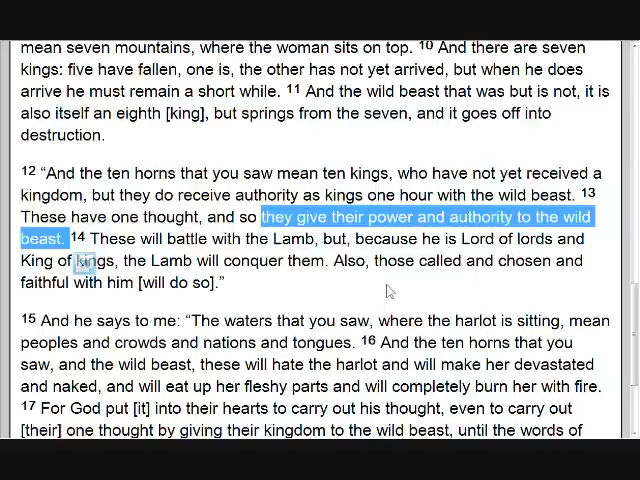 mean seven mountains, where the woman sits on top. 10 And there are seven
kings: five have fallen, one is, the other has not yet arrived, but when he does
arrive he must remain a short while. 11 And the wild beast that was but is not, it is
also itself an eighth [king], but springs from the seven, and it goes off into
destruction.
12 “And the ten horns that you saw mean ten kings, who have not yet received a
kingdom, but they do receive authority as kings one hour with the wild beast. 13
These have one thought, and so they give their power and authority to the wild
beast. 14 These will battle with the Lamb, but, because he is Lord of lords and
King of kings, the Lamb will conquer them. Also, those called and chosen and
faithful with him [will do so].”
15 And he says to me: “The waters that you saw, where the harlot is sitting, mean
peoples and crowds and nations and tongues. 16 And the ten horns that you
saw, and the wild beast, these will hate the harlot and will make her devastated
and naked, and will eat up her fleshy parts and will completely burn her with fire.
17 For God put [it] into their hearts to carry out his thought, even to carry out
[their] one thought by giving their kingdom to the wild beast, until the words of